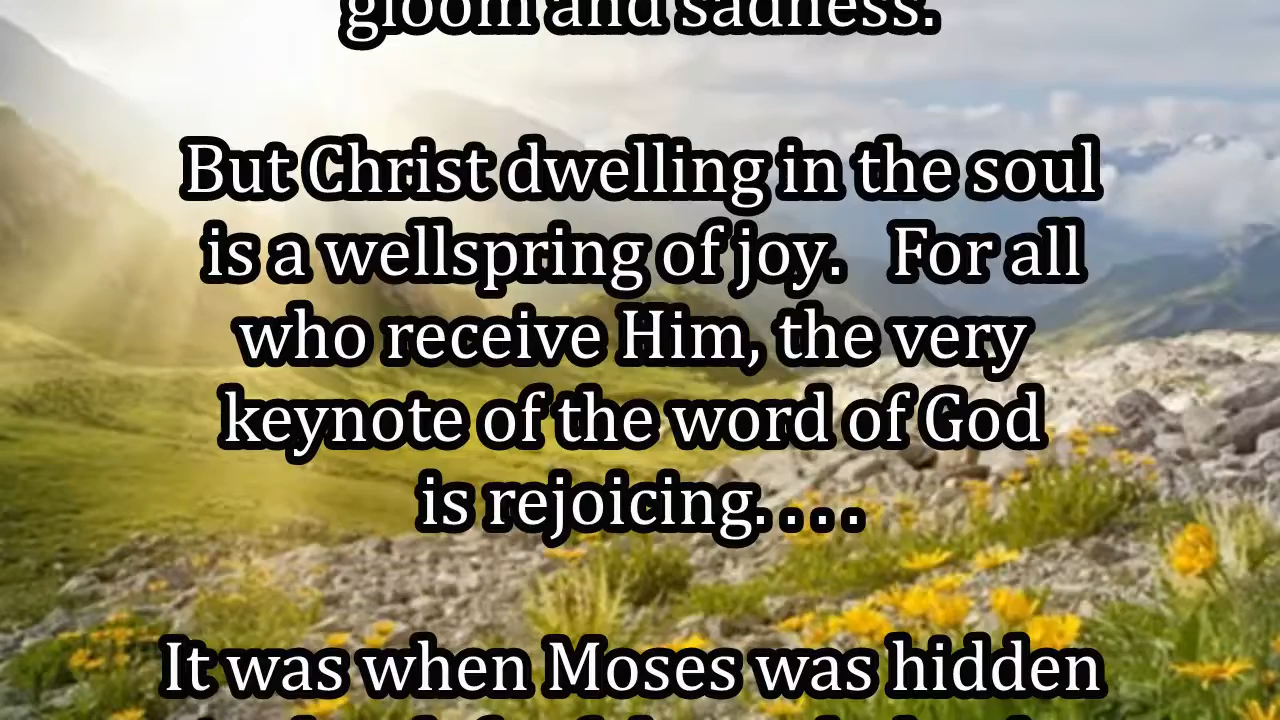 gloom and sadness.
But Christ dwelling in the soul
is a wellspring of joy.   For all
who receive Him, the very
keynote of the word of God
is rejoicing. . . .
It was when Moses was hidden